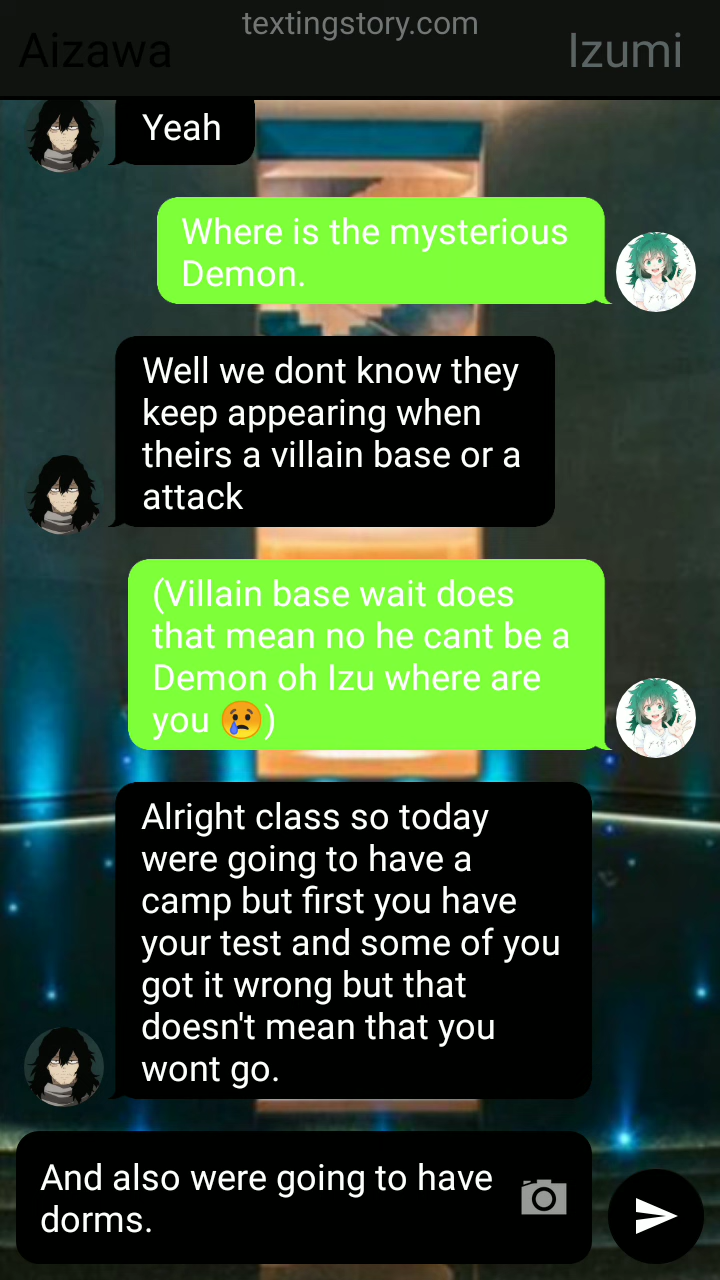 textingstory.com
Aizawa
Izumi
Yeah
Where is the mysterious
Demon.
Well we dont know they
keep appearing when
theirs a villain base or a
attack
(Villain base wait does
that mean no he cant be a
Demon oh Izu where are
you 😢)
Alright class so today
were going to have a
camp but first you have
your test and some of you
got it wrong but that
doesn't mean that you
wont go.
And also were going to have
dorms.